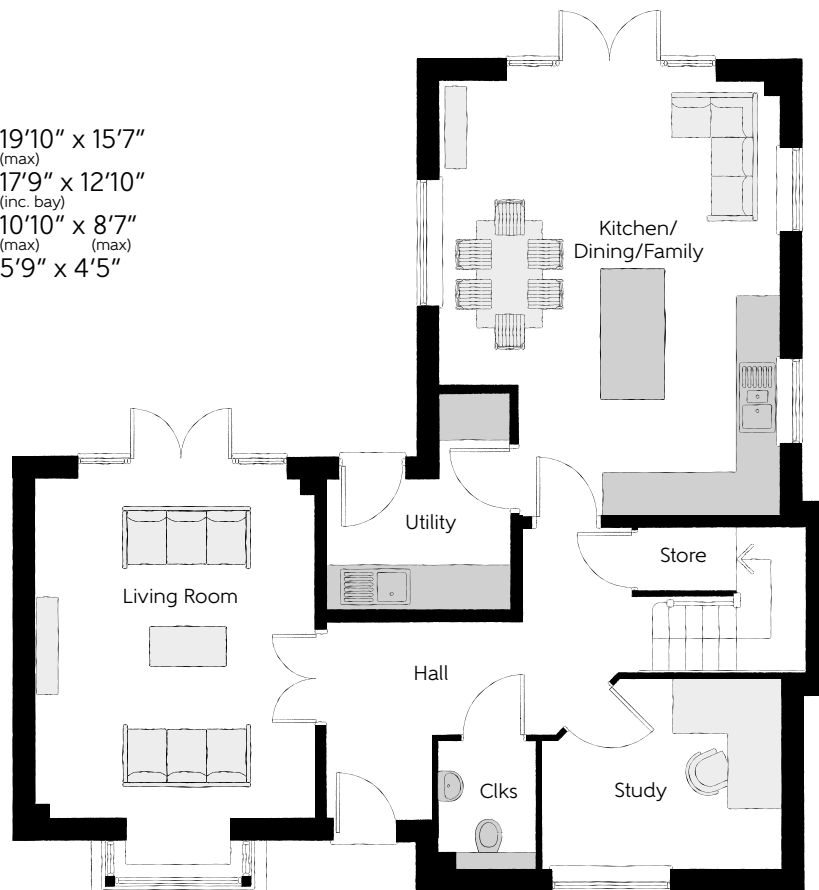 19'10" x 15'7"
(max)
17'9" x 12'10"
(inc. bay)
10'10" x 8'7"
(max) (max)
5'9" x 4'5"
Kitchen/
Dining/Family
Utility
Store
Living Room
Hall
Clks
Study